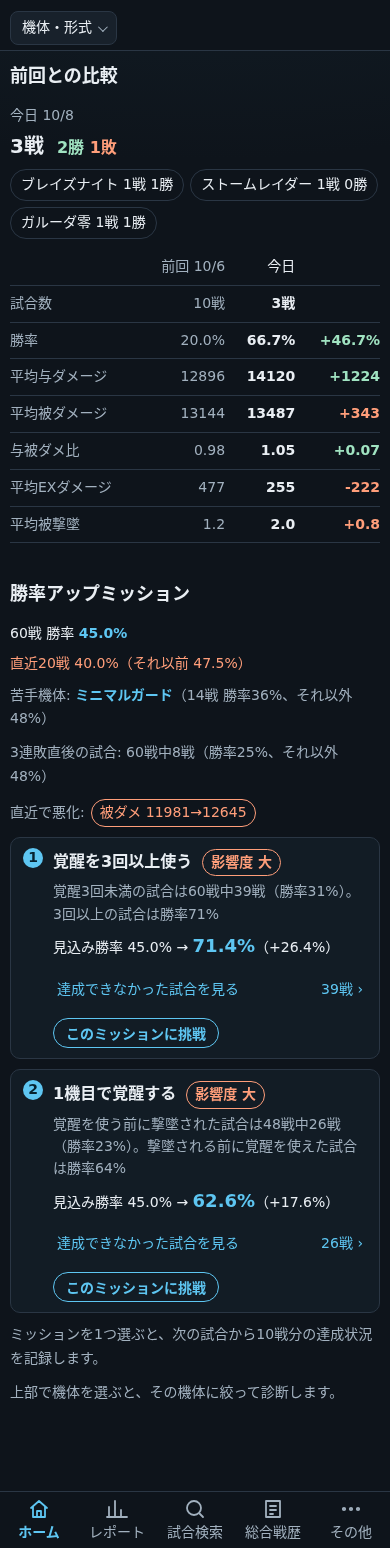 機体・形式
前回との比較
今日 10/8
3戦 2勝 1敗
ブレイズナイト 1戦 1勝 ストームレイダー 1戦 0勝
ガルーダ零 1戦 1勝
前回 10/6 今日
試合数 10戦 3戦
勝率 20.0% 66.7% +46.7%
平均与ダメージ 12896 14120 +1224
平均被ダメージ 13144 13487 +343
与被ダメ比 0.98 1.05 +0.07
平均EXダメージ 477 255 -222
平均被撃墜 1.2 2.0 +0.8
勝率アップミッション
60戦 勝率 45.0%
直近20戦 40.0%（それ以前 47.5%）
苦手機体: ミニマルガード（14戦 勝率36%、それ以外
48%）
3連敗直後の試合: 60戦中8戦（勝率25%、それ以外
48%）
直近で悪化: 被ダメ 11981→12645
1 覚醒を3回以上使う 影響度 大
覚醒3回未満の試合は60戦中39戦（勝率31%）。
3回以上の試合は勝率71%
見込み勝率 45.0% → 71.4%（+26.4%）
達成できなかった試合を見る 39戦 ›
このミッションに挑戦
2 1機目で覚醒する 影響度 大
覚醒を使う前に撃墜された試合は48戦中26戦
（勝率23%）。撃墜される前に覚醒を使えた試合
は勝率64%
見込み勝率 45.0% → 62.6%（+17.6%）
達成できなかった試合を見る 26戦 ›
このミッションに挑戦
ミッションを1つ選ぶと、次の試合から10戦分の達成状況
を記録します。
上部で機体を選ぶと、その機体に絞って診断します。
ホーム レポート 試合検索 総合戦歴 その他